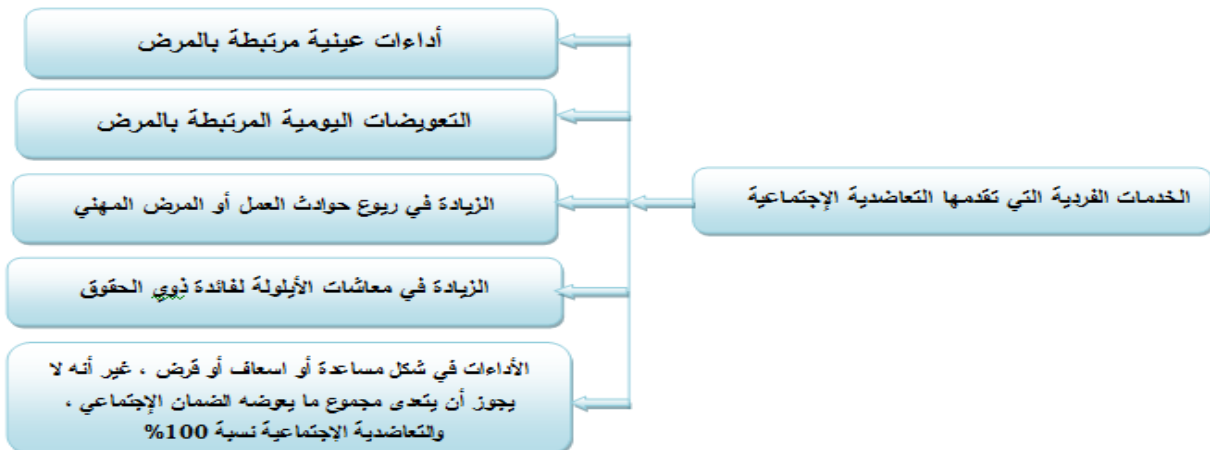 الخدمات الفردية التي تقدمها التعاضدية الإجتماعية
أداءات عينية مرتبطة بالمرض
التعويضات اليومية المرتبطة بالمرض
الزيادة في ريوع حوادث العمل أو المرض المهني
الزيادة في معاشات الأيلولة لفائدة ذوي الحقوق
الأداءات في شكل مساعدة أو اسعاف أو قرض ، غير أنه لا
يجوز أن يتعدى مجموع ما يعوضه الضمان الإجتماعي ،
والتعاضدية الإجتماعية نسبة 100%